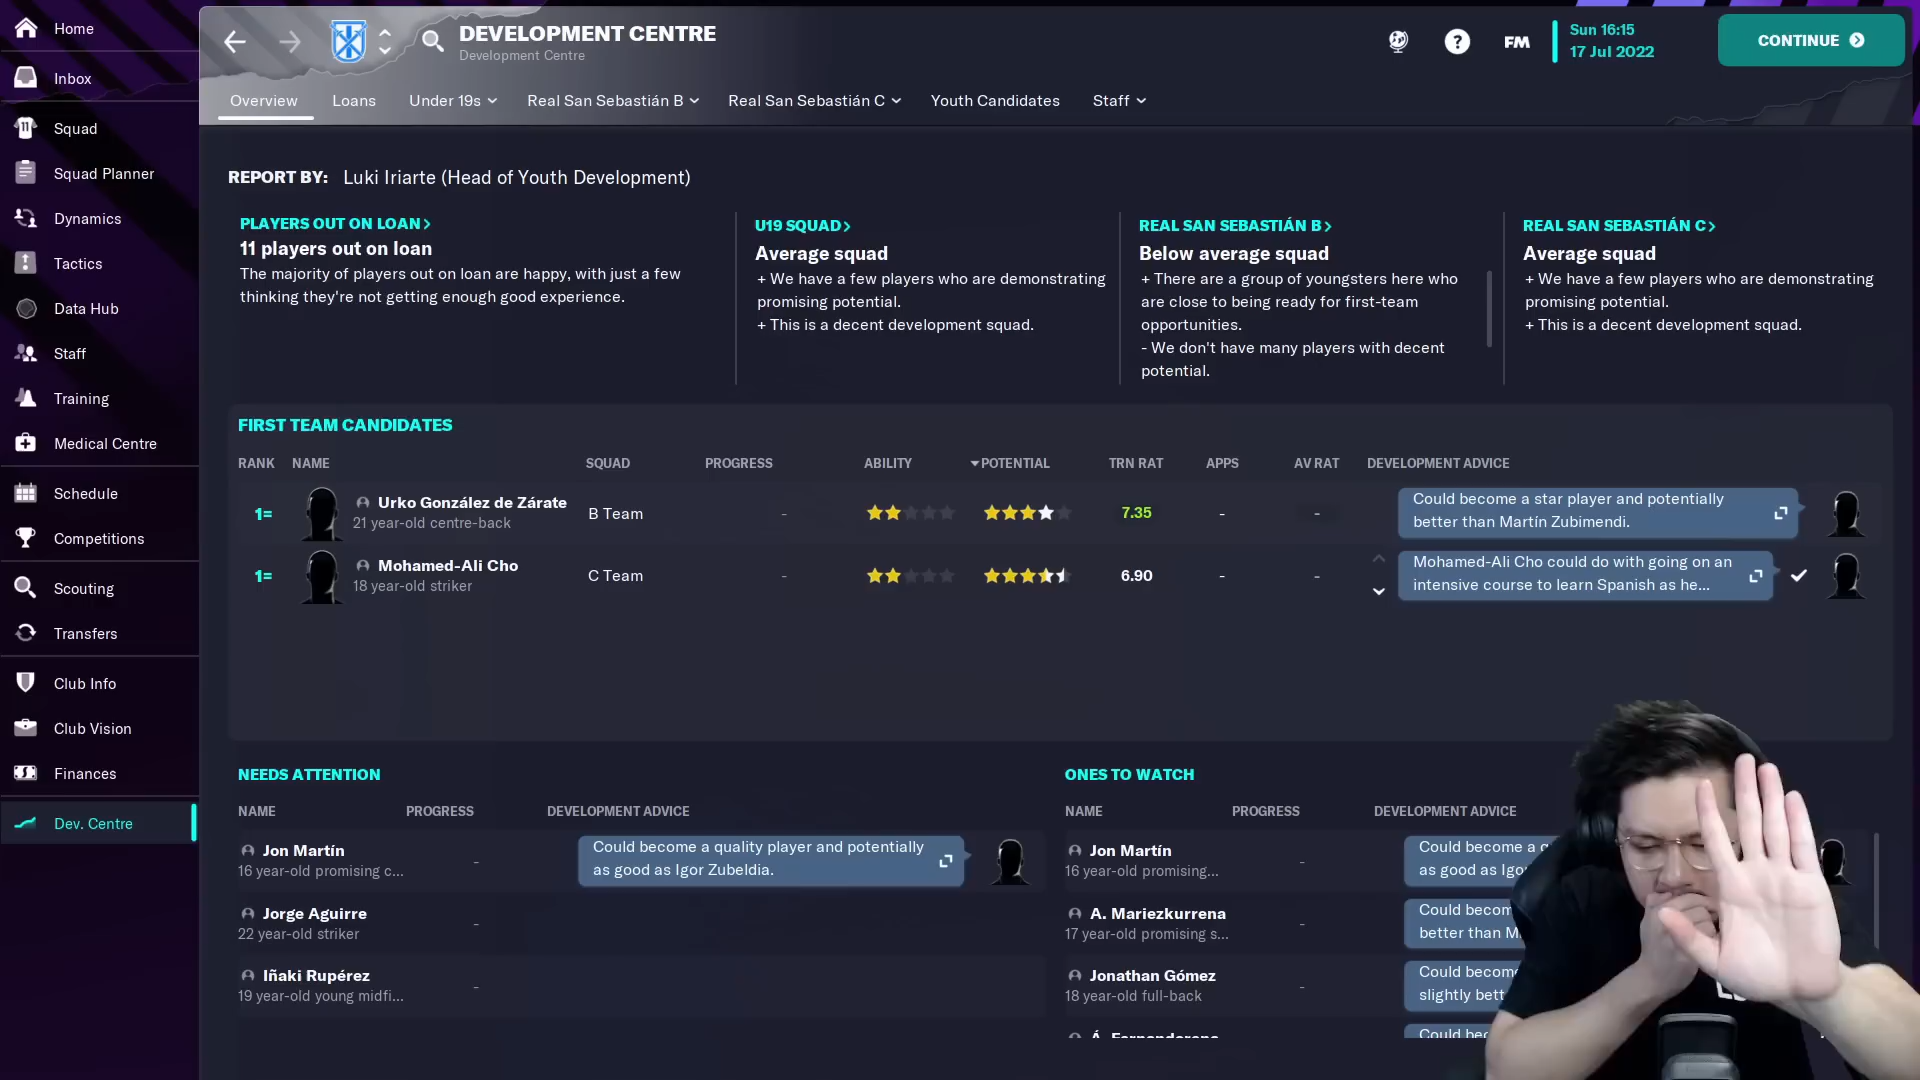 Home
Inbox
Squad
Squad Planner
Dynamics
Tactics
Data Hub
Staff
Training
Medical Centre
Schedule
Competitions
Scouting
Transfers
Club Info
Club Vision
Finances
Dev. Centre
DEVELOPMENT CENTRE
Development Centre
FM
Sun 16:15
17 Jul 2022
CONTINUE
Overview
Loans
Under 19s
Real San Sebastián B
Real San Sebastián C
Youth Candidates
Staff
REPORT BY: Luki Iriarte (Head of Youth Development)
PLAYERS OUT ON LOAN
11 players out on loan
The majority of players out on loan are happy, with just a few
thinking they're not getting enough good experience.
U19 SQUAD
Average squad
+ We have a few players who are demonstrating
promising potential.
+ This is a decent development squad.
REAL SAN SEBASTIÁN B
Below average squad
+ There are a group of youngsters here who
are close to being ready for first-team
opportunities.
- We don't have many players with decent
potential.
REAL SAN SEBASTIÁN C
Average squad
+ We have a few players who are demonstrating
promising potential.
+ This is a decent development squad.
FIRST TEAM CANDIDATES
RANK NAME SQUAD PROGRESS ABILITY POTENTIAL TRN RAT APPS AV RAT DEVELOPMENT ADVICE
1= Urko González de Zárate B Team - 7.35 - -
21 year-old centre-back
Could become a star player and potentially
better than Martín Zubimendi.
1= Mohamed-Ali Cho C Team - 6.90 - -
18 year-old striker
Mohamed-Ali Cho could do with going on an
intensive course to learn Spanish as he...
NEEDS ATTENTION
NAME PROGRESS DEVELOPMENT ADVICE
Jon Martín -
16 year-old promising c...
Could become a quality player and potentially
as good as Igor Zubeldia.
Jorge Aguirre -
22 year-old striker
Iñaki Rupérez -
19 year-old young midfi...
ONES TO WATCH
NAME PROGRESS DEVELOPMENT ADVICE
Jon Martín -
16 year-old promising...
Could become a
as good as
A. Mariezkurrena -
17 year-old promising s...
Could
better than
Jonathan Gómez -
18 year-old full-back
Could
slightly
Could